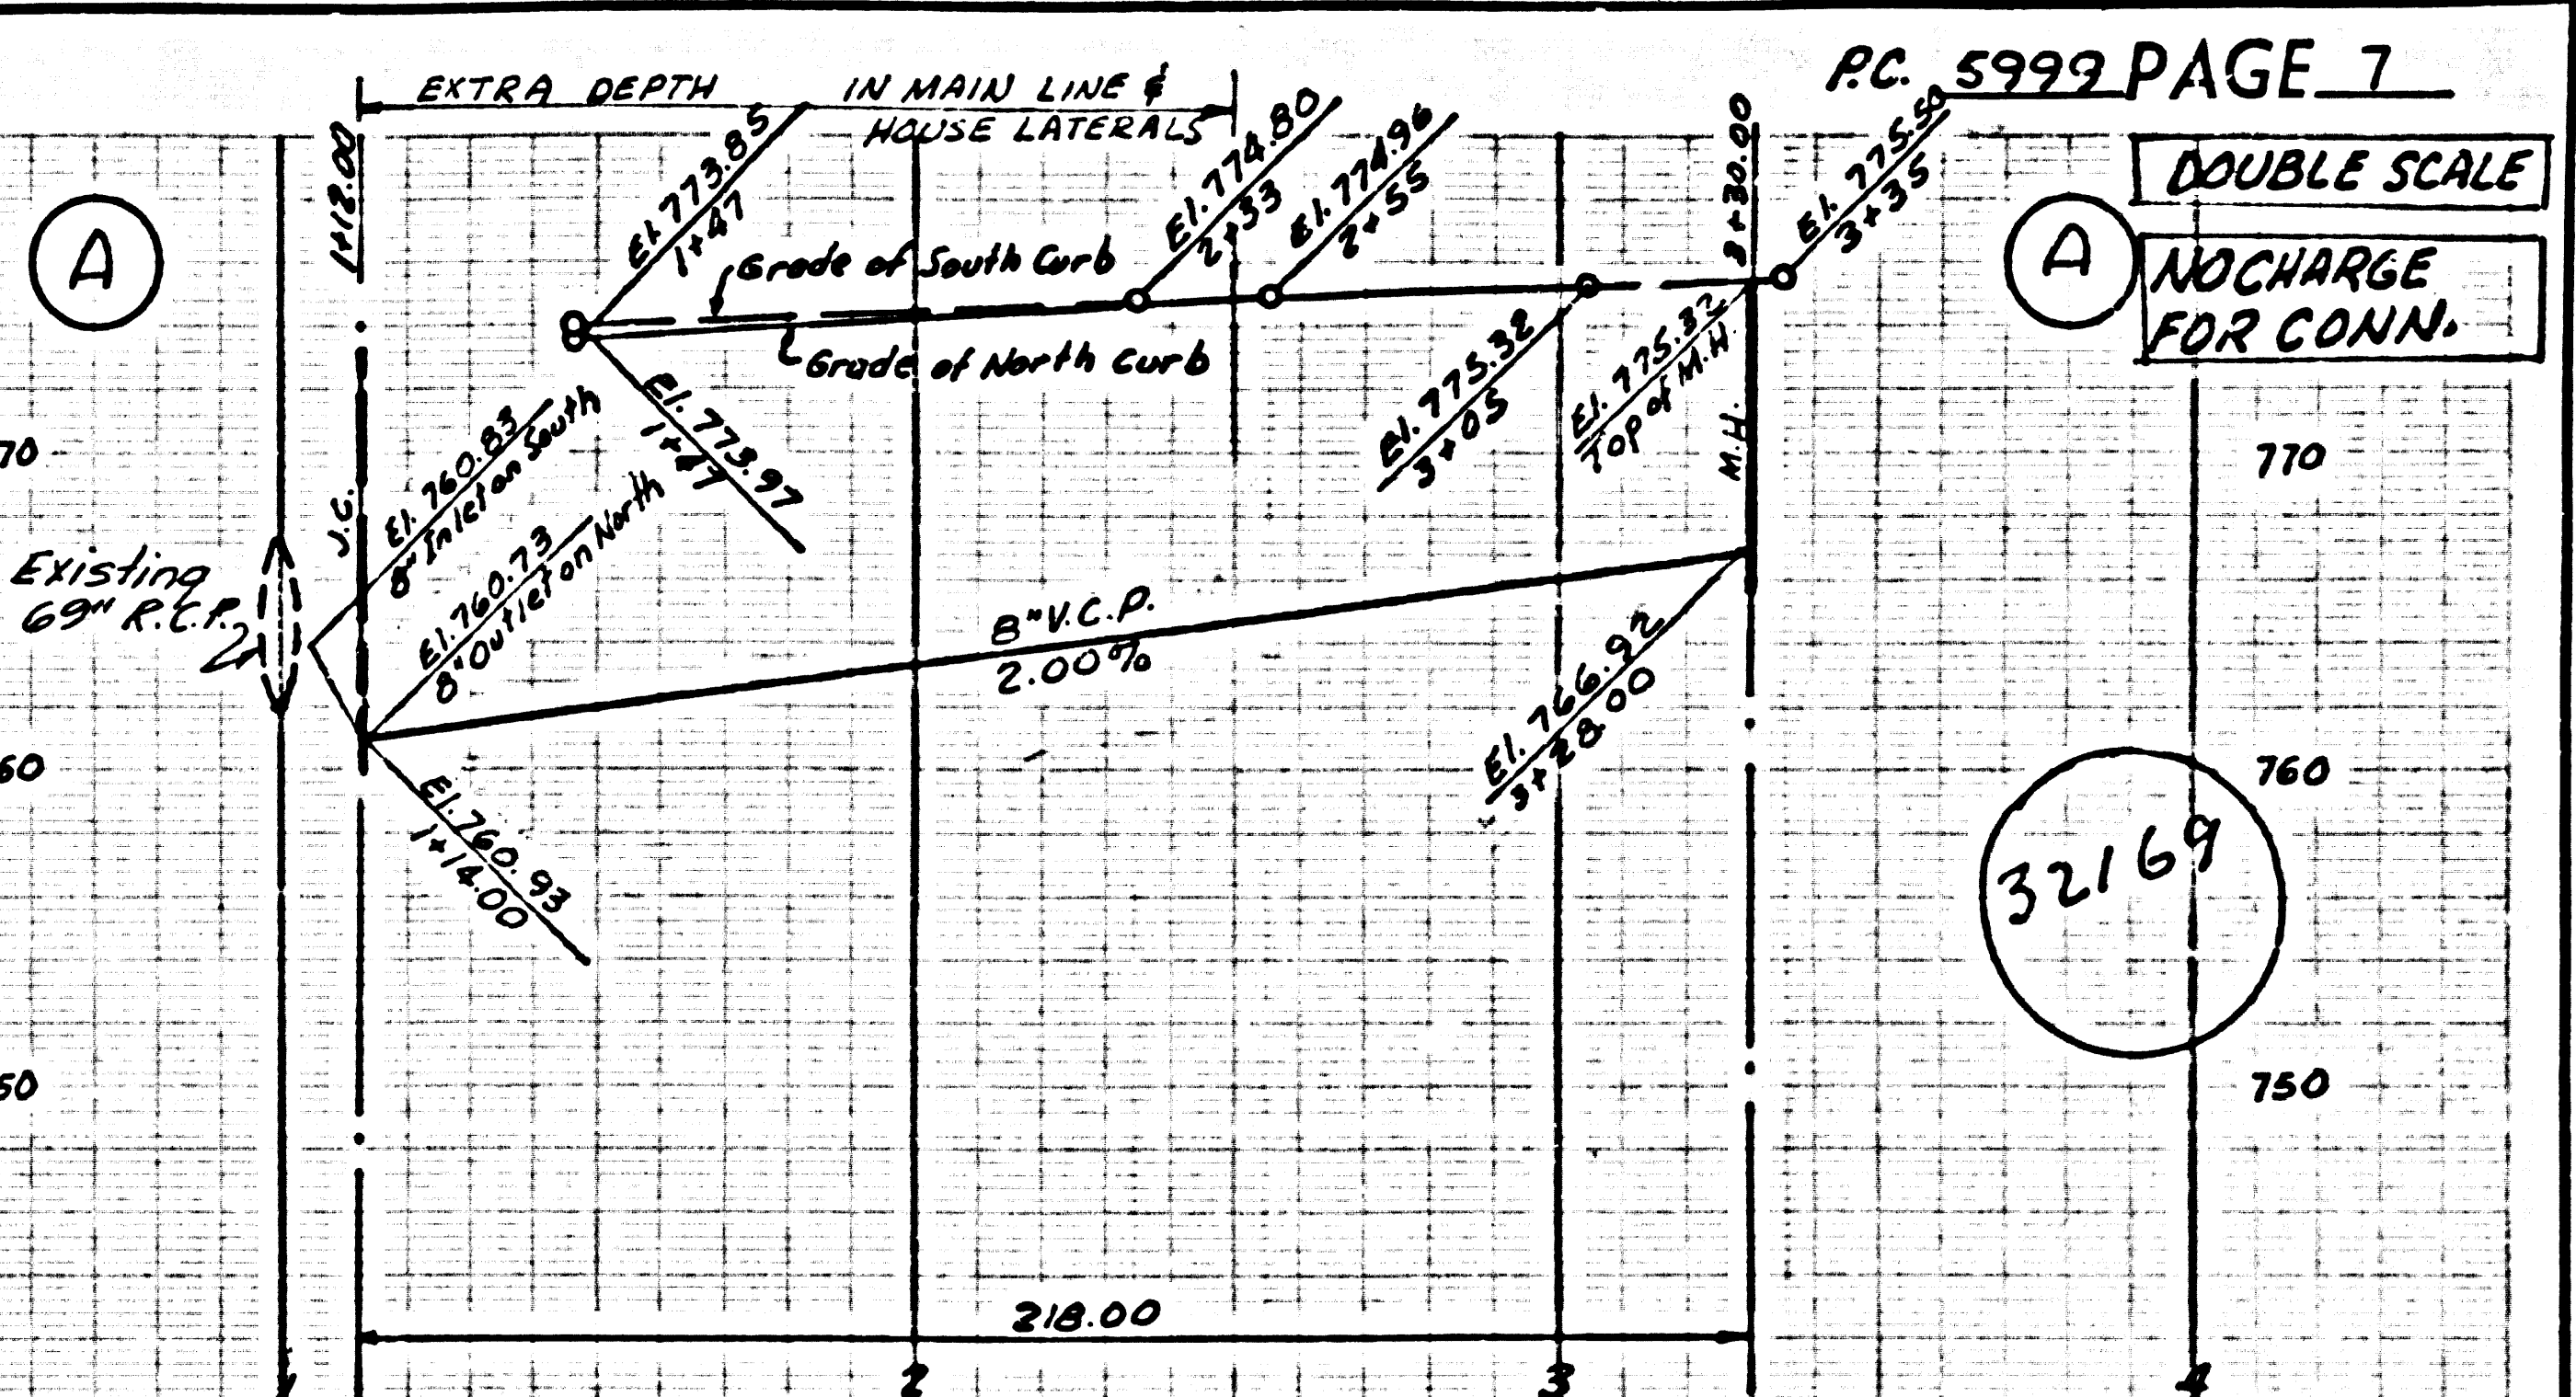 P.C. 5999 PAGE 7
EXTRA DEPTH IN MAIN LINE &
HOUSE LATERALS
DOUBLE SCALE
NO CHARGE
FOR CONN.
A
A
1+12.00
El. 773.85
1+47
El. 774.80
2+33
El. 774.96
2+55
3+30.00
El. 775.50
3+35
Grade of South Curb
Grade of North Curb
El. 773.97
1+47
El. 775.32
3+05
El. 775.32
Top of M.H.
M.H.
J.C.
El. 760.83
8" Inlet on South
El. 760.73
8" Outlet on North
70
770
Existing
69" R.C.P.
8" V.C.P.
2.00%
El. 766.92
3+28.00
60
760
El. 760.93
1+14.00
32169
50
750
218.00
1
2
3
4